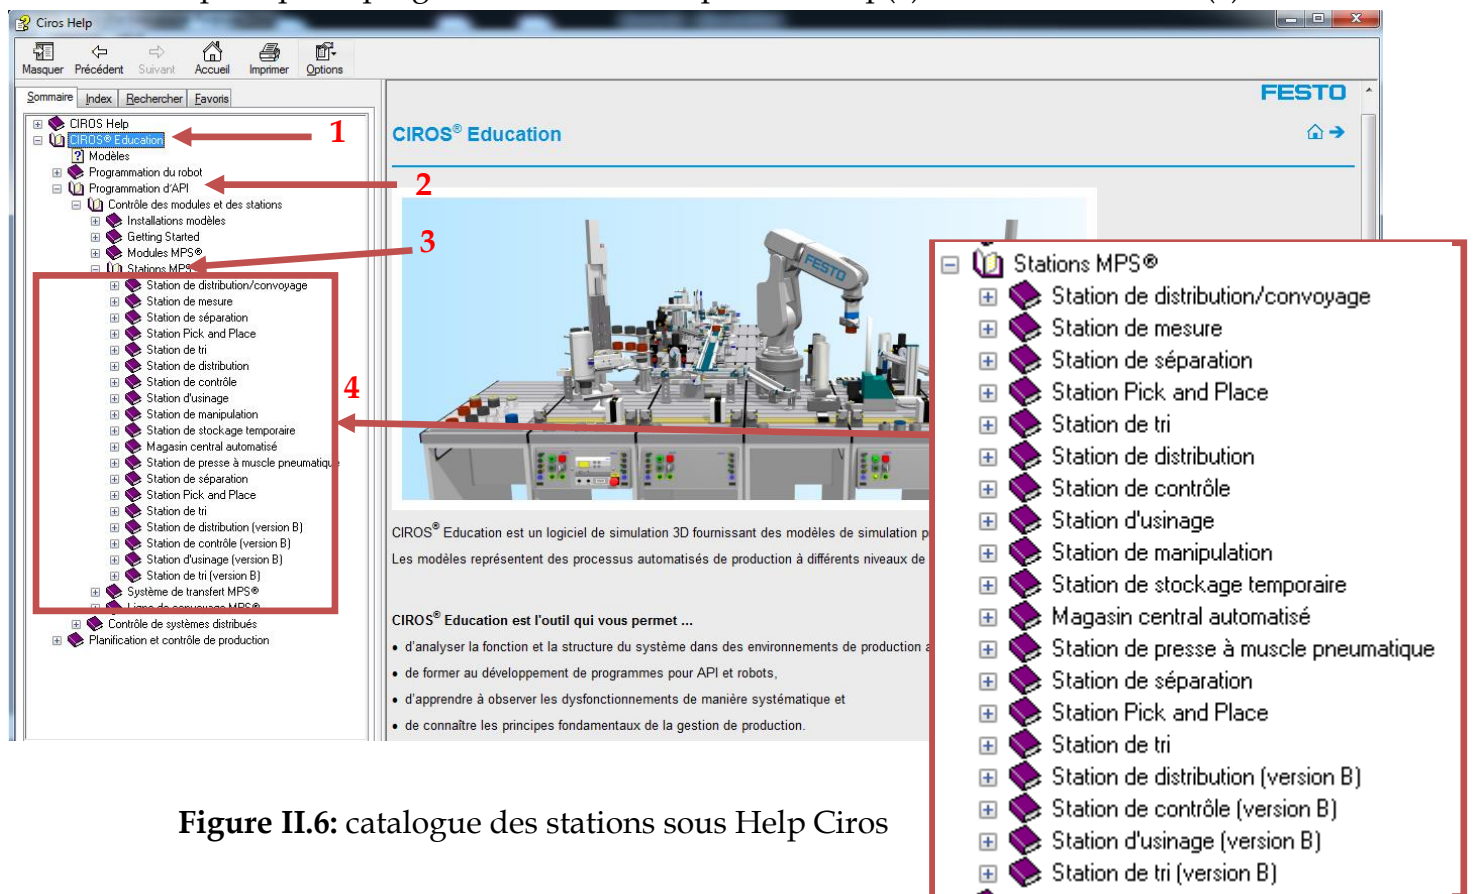 Ciros Help
Masquer Précédent Suivant Accueil Imprimer Options
Sommaire Index Rechercher Favoris
CIROS Help
CIROS® Education
Modèles
Programmation du robot
Programmation d'API
Contrôle des modules et des stations
Installations modèles
Getting Started
Modules MPS®
Stations MPS
Station de distribution/convoyage
Station de mesure
Station de séparation
Station Pick and Place
Station de tri
Station de distribution
Station de contrôle
Station d'usinage
Station de manipulation
Station de stockage temporaire
Magasin central automatisé
Station de presse à muscle pneumatique
Station de séparation
Station Pick and Place
Station de tri
Station de distribution (version B)
Station de contrôle (version B)
Station d'usinage (version B)
Station de tri (version B)
Système de transfert MPS®
Ligne de convoyage MPS®
Contrôle de systèmes distribués
Planification et contrôle de production
1
2
3
4
FESTO
CIROS® Education
FESTO
CIROS® Education est un logiciel de simulation 3D fournissant des modèles de simulation
Les modèles représentent des processus automatisés de production à différents niveaux de
CIROS® Education est l'outil qui vous permet ...
• d'analyser la fonction et la structure du système dans des environnements de production
• de former au développement de programmes pour API et robots,
• d'apprendre à observer les dysfonctionnements de manière systématique et
• de connaître les principes fondamentaux de la gestion de production.
Stations MPS®
Station de distribution/convoyage
Station de mesure
Station de séparation
Station Pick and Place
Station de tri
Station de distribution
Station de contrôle
Station d'usinage
Station de manipulation
Station de stockage temporaire
Magasin central automatisé
Station de presse à muscle pneumatique
Station de séparation
Station Pick and Place
Station de tri
Station de distribution (version B)
Station de contrôle (version B)
Station d'usinage (version B)
Station de tri (version B)
Figure II.6: catalogue des stations sous Help Ciros